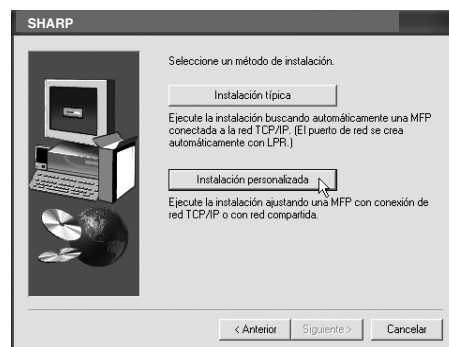 SHARP
Seleccione un método de instalación.
Instalación típica
Ejecute la instalación buscando automáticamente una MFP
conectada a la red TCP/IP. (El puerto de red se crea
automáticamente con LPR.)
Instalación personalizada
Ejecute la instalación ajustando una MFP con conexión de
red TCP/IP o con red compartida.
< Anterior
Siguiente >
Cancelar